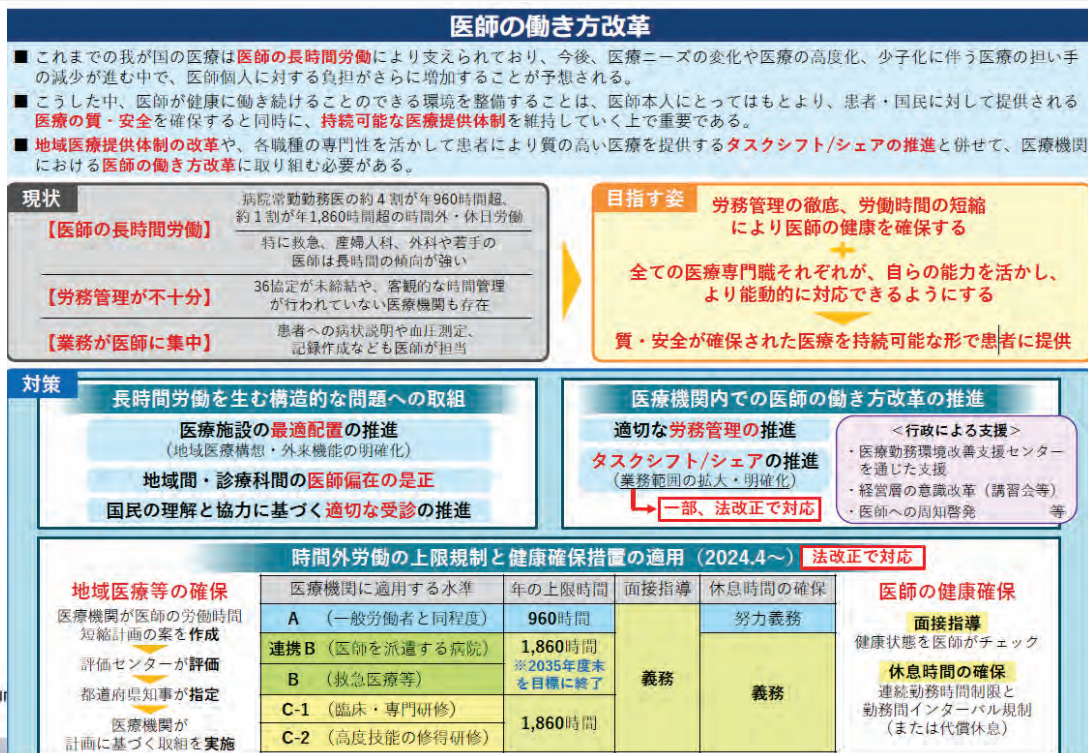 医師の働き方改革
■ これまでの我が国の医療は医師の長時間労働により支えられており、今後、医療ニーズの変化や医療の高度化、少子化に伴う医療の担い手
の減少が進む中で、医師個人に対する負担がさらに増加することが予想される。
■ こうした中、医師が健康に働き続けることのできる環境を整備することは、医師本人にとってはもとより、患者・国民に対して提供される
医療の質・安全を確保すると同時に、持続可能な医療提供体制を維持していく上で重要である。
■ 地域医療提供体制の改革や、各職種の専門性を活かして患者により質の高い医療を提供するタスクシフト/シェアの推進と併せて、医療機関
における医師の働き方改革に取り組む必要がある。
現状
【医師の長時間労働】
病院常勤勤務医の約4割が年960時間超、
約1割が年1,860時間超の時間外・休日労働
特に救急、産婦人科、外科や若手の
医師は長時間の傾向が強い
【労務管理が不十分】
36協定が未締結や、客観的な時間管理
が行われていない医療機関も存在
【業務が医師に集中】
患者への病状説明や血圧測定、
記録作成なども医師が担当
目指す姿
労務管理の徹底、労働時間の短縮
により医師の健康を確保する
+
全ての医療専門職それぞれが、自らの能力を活かし、
より能動的に対応できるようにする
質・安全が確保された医療を持続可能な形で患者に提供
対策
長時間労働を生む構造的な問題への取組
医療施設の最適配置の推進
(地域医療構想・外来機能の明確化)
地域間・診療科間の医師偏在の是正
国民の理解と協力に基づく適切な受診の推進
医療機関内での医師の働き方改革の推進
適切な労務管理の推進
タスクシフト/シェアの推進
(業務範囲の拡大・明確化)
一部、法改正で対応
<行政による支援>
・医療勤務環境改善支援センター
を通じた支援
・経営層の意識改革(講習会等)
・医師への周知啓発 等
時間外労働の上限規制と健康確保措置の適用(2024.4~) 法改正で対応
地域医療等の確保
医療機関が医師の労働時間
短縮計画の案を作成
評価センターが評価
都道府県知事が指定
医療機関が
計画に基づく取組を実施
医療機関に適用する水準 年の上限時間 面接指導 休息時間の確保
A (一般労働者と同程度) 960時間 努力義務
連携B (医師を派遣する病院) 1,860時間
※2035年度末
を目標に終了
B (救急医療等)
義務 義務
C-1 (臨床・専門研修) 1,860時間
C-2 (高度技能の修得研修)
医師の健康確保
面接指導
健康状態を医師がチェック
休息時間の確保
連続勤務時間制限と
勤務間インターバル規制
(または代償休息)